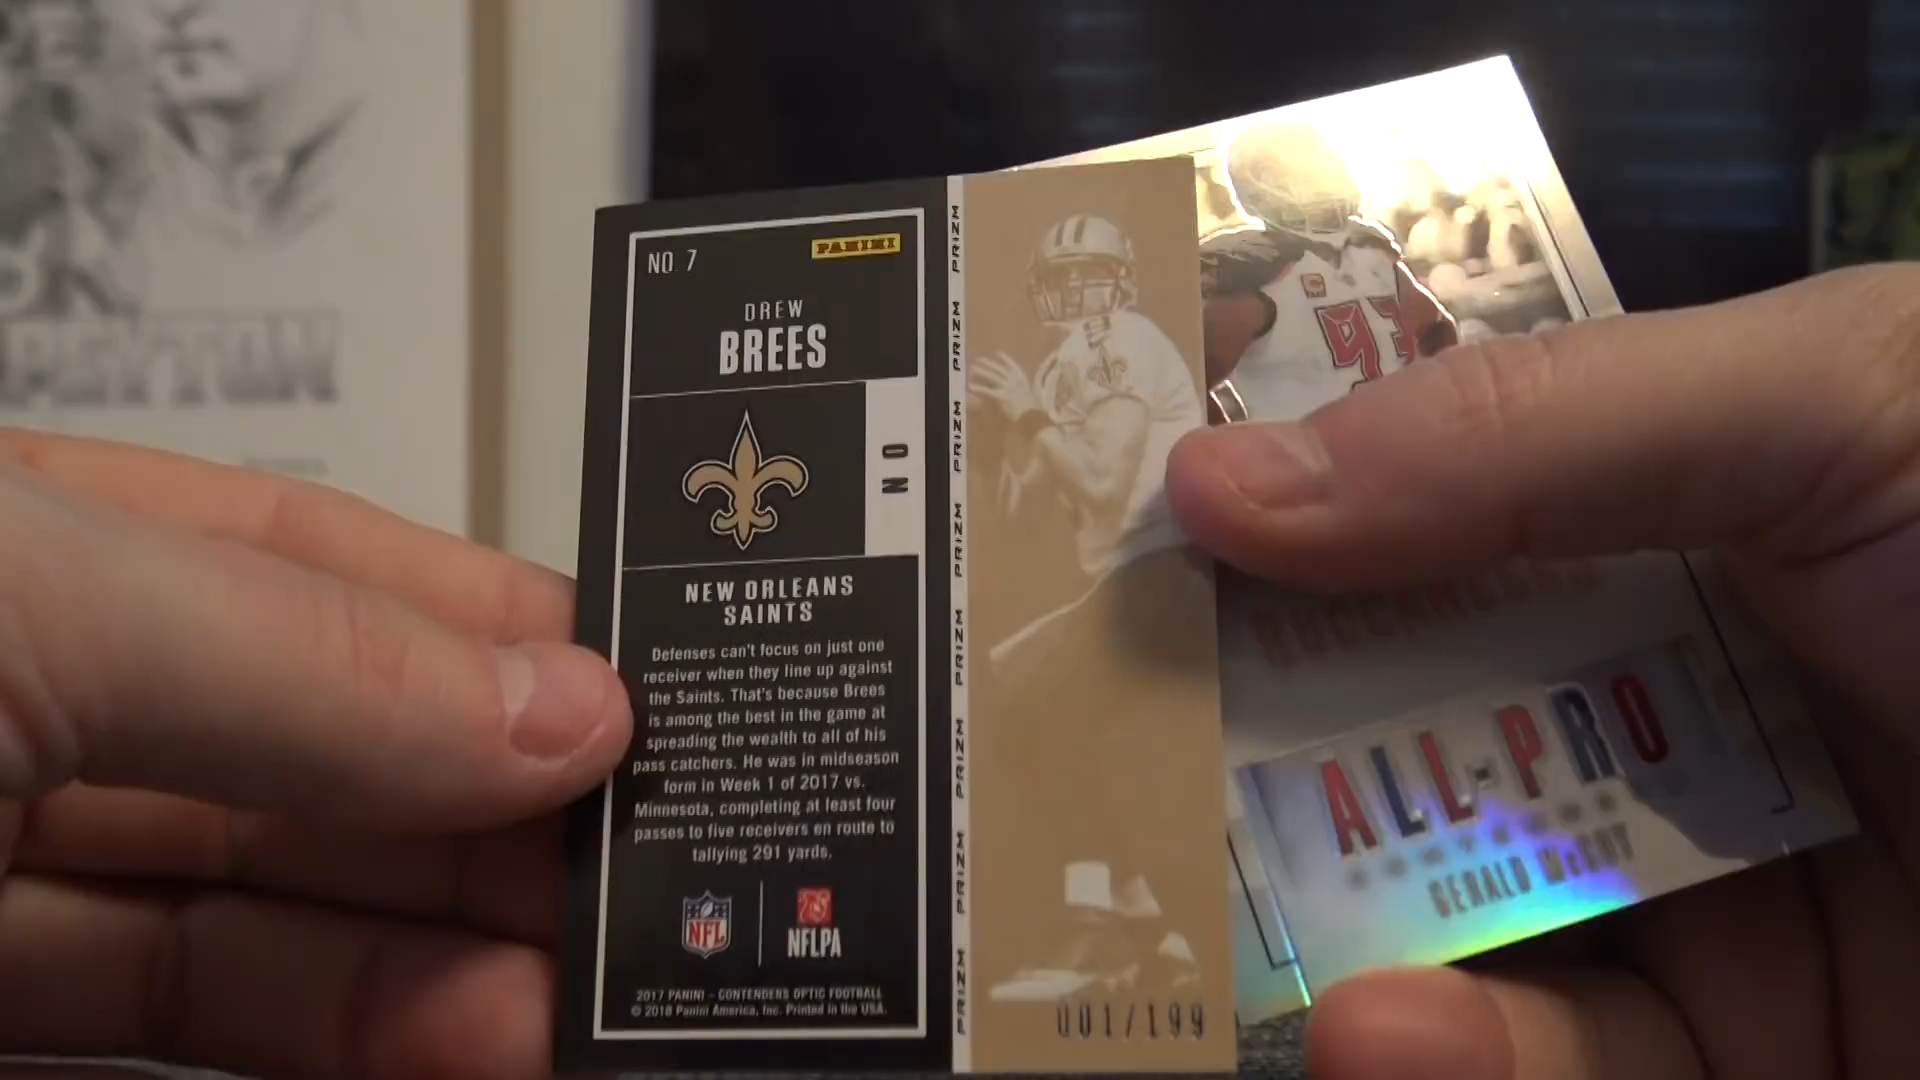 PEYTON
NO. 7
PANINI
DREW
BREES
NO
NEW ORLEANS
SAINTS
Defenses can't focus on just one
receiver when they line up against
the Saints. That's because Brees
is among the best in the game at
spreading the wealth to all of his
pass catchers. He was in midseason
form in Week 1 of 2017 vs.
Minnesota, completing at least four
passes to five receivers en route to
tallying 291 yards.
NFL
NFLPA
2017 PANINI – CONTENDERS OPTIC FOOTBALL
© 2018 Panini America, Inc. Printed in the USA.
PRIZM PRIZM PRIZM PRIZM PRIZM PRIZM PRIZM PRIZM
9
001/199
93
BUCCANEERS
ALL-PRO
GERALD McCOY